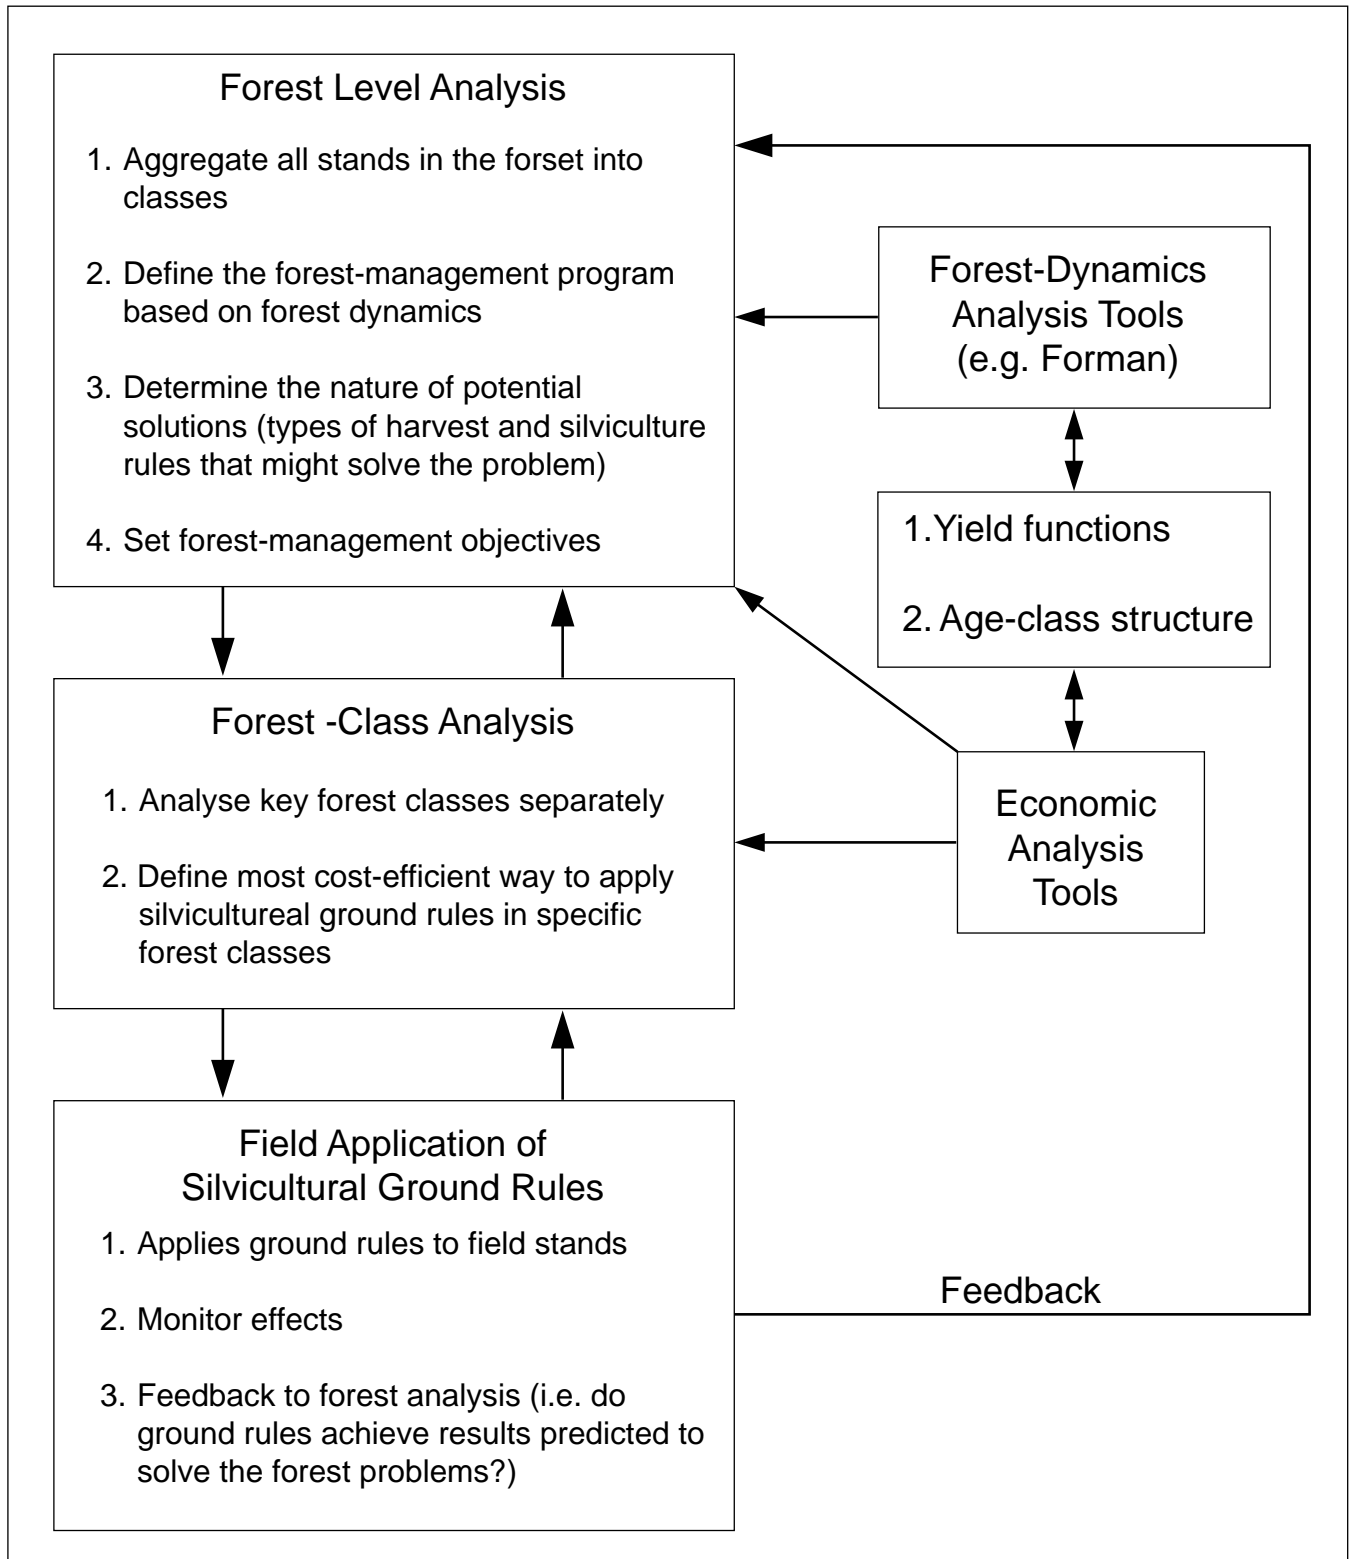 Forest Level Analysis
1. Aggregate all stands in the forset into
classes
2. Define the forest-management program
based on forest dynamics
3. Determine the nature of potential
solutions (types of harvest and silviculture
rules that might solve the problem)
4. Set forest-management objectives
Forest-Dynamics
Analysis Tools
(e.g. Forman)
1.Yield functions
2. Age-class structure
Forest -Class Analysis
1. Analyse key forest classes separately
2. Define most cost-efficient way to apply
silvicultureal ground rules in specific
forest classes
Economic
Analysis
Tools
Field Application of
Silvicultural Ground Rules
1. Applies ground rules to field stands
2. Monitor effects
3. Feedback to forest analysis (i.e. do
ground rules achieve results predicted to
solve the forest problems?)
Feedback